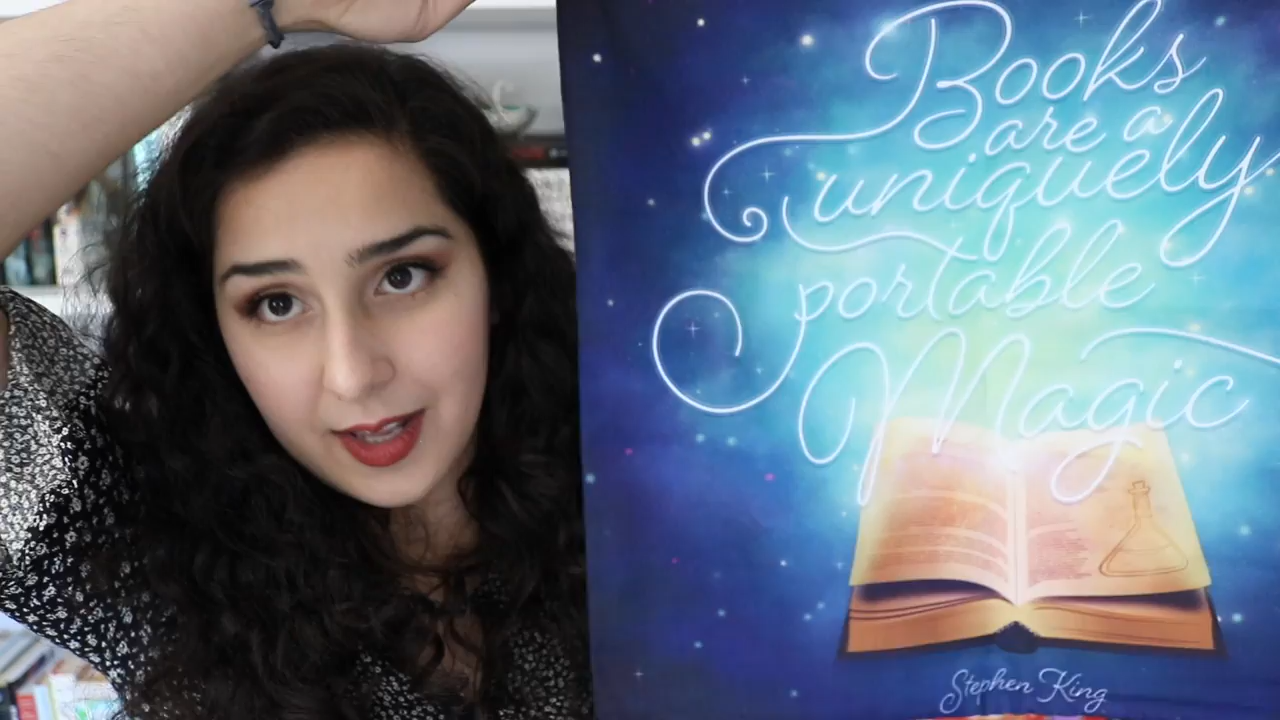 Books
are a
uniquely
portable
Magic
Stephen King